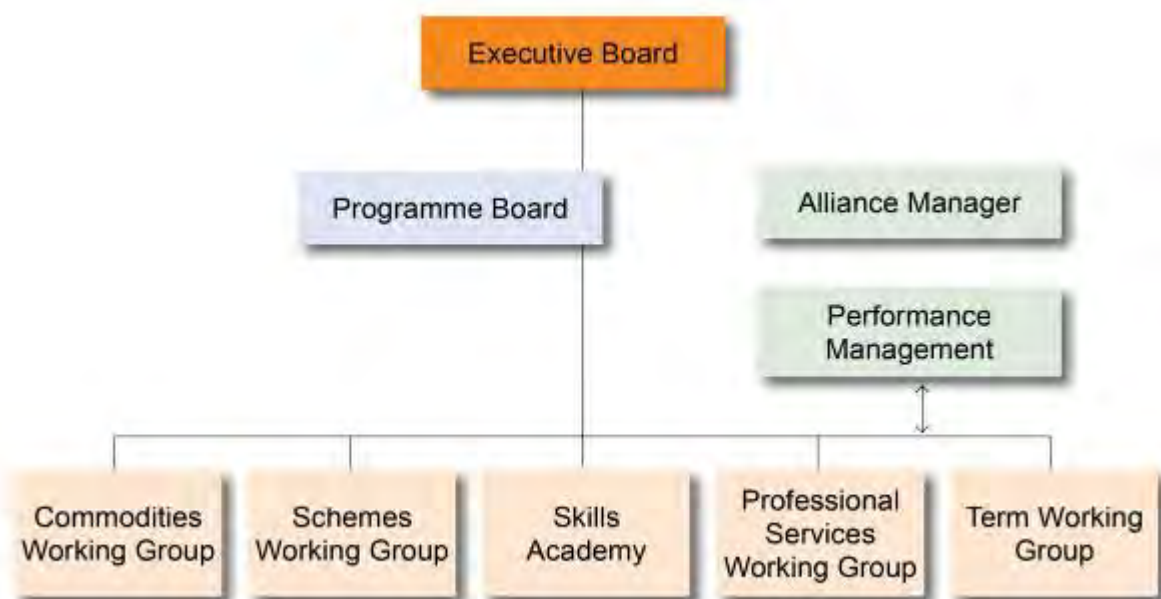 Executive Board
Programme Board
Alliance Manager
Performance
Management
Commodities
Working Group
Schemes
Working Group
Skills
Academy
Professional
Services
Working Group
Term Working
Group